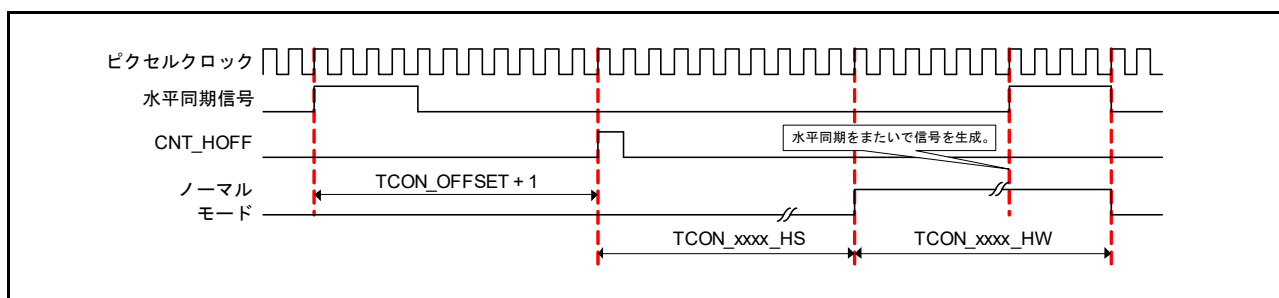 ピクセルクロック
水平同期信号
CNT_HOFF
水平同期をまたいで信号を生成。
TCON_OFFSET + 1
ノーマル
モード
TCON_xxxx_HS
TCON_xxxx_HW